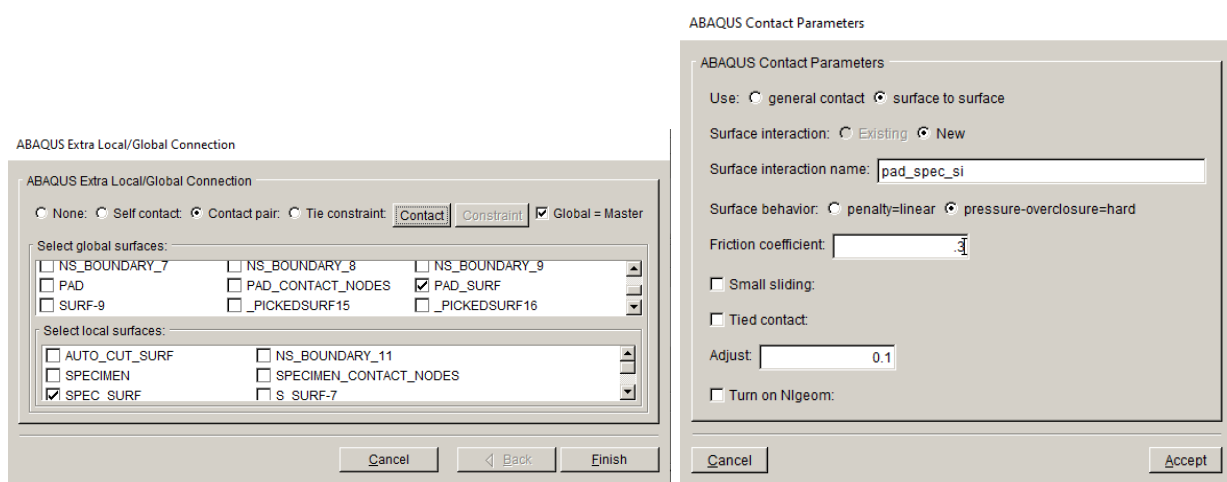 ABAQUS Extra Local/Global Connection
ABAQUS Extra Local/Global Connection
None: Self contact: Contact pair: Tie constraint: Contact Constraint Global = Master
Select global surfaces:
NS_BOUNDARY_7 NS_BOUNDARY_8 NS_BOUNDARY_9
PAD PAD_CONTACT_NODES PAD_SURF
SURF-9 _PICKEDSURF15 _PICKEDSURF16
Select local surfaces:
AUTO_CUT_SURF NS_BOUNDARY_11
SPECIMEN SPECIMEN_CONTACT_NODES
SPEC_SURF S_SURF-7
Cancel Back Finish
ABAQUS Contact Parameters
ABAQUS Contact Parameters
Use: general contact surface to surface
Surface interaction: Existing New
Surface interaction name: pad_spec_si
Surface behavior: penalty=linear pressure-overclosure=hard
Friction coefficient: .3
Small sliding:
Tied contact:
Adjust: 0.1
Turn on Nlgeom:
Cancel Accept